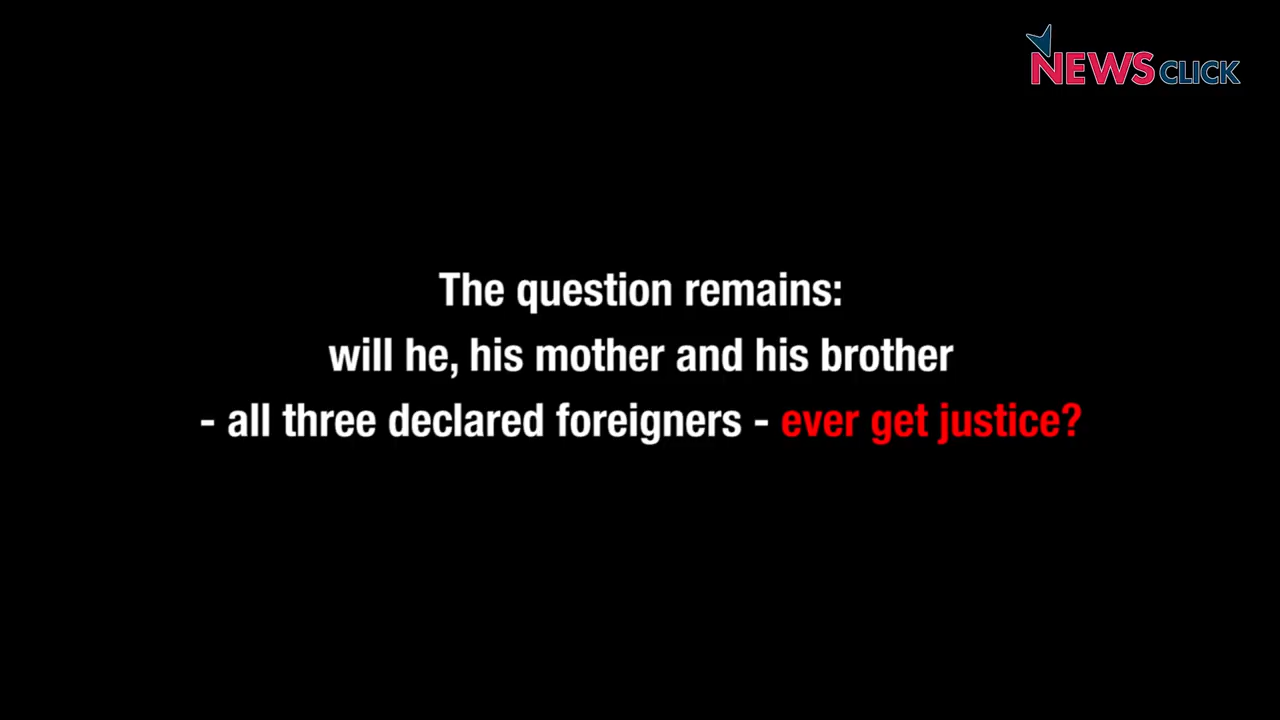 NEWSCLICK
The question remains:
will he, his mother and his brother
- all three declared foreigners - ever get justice?